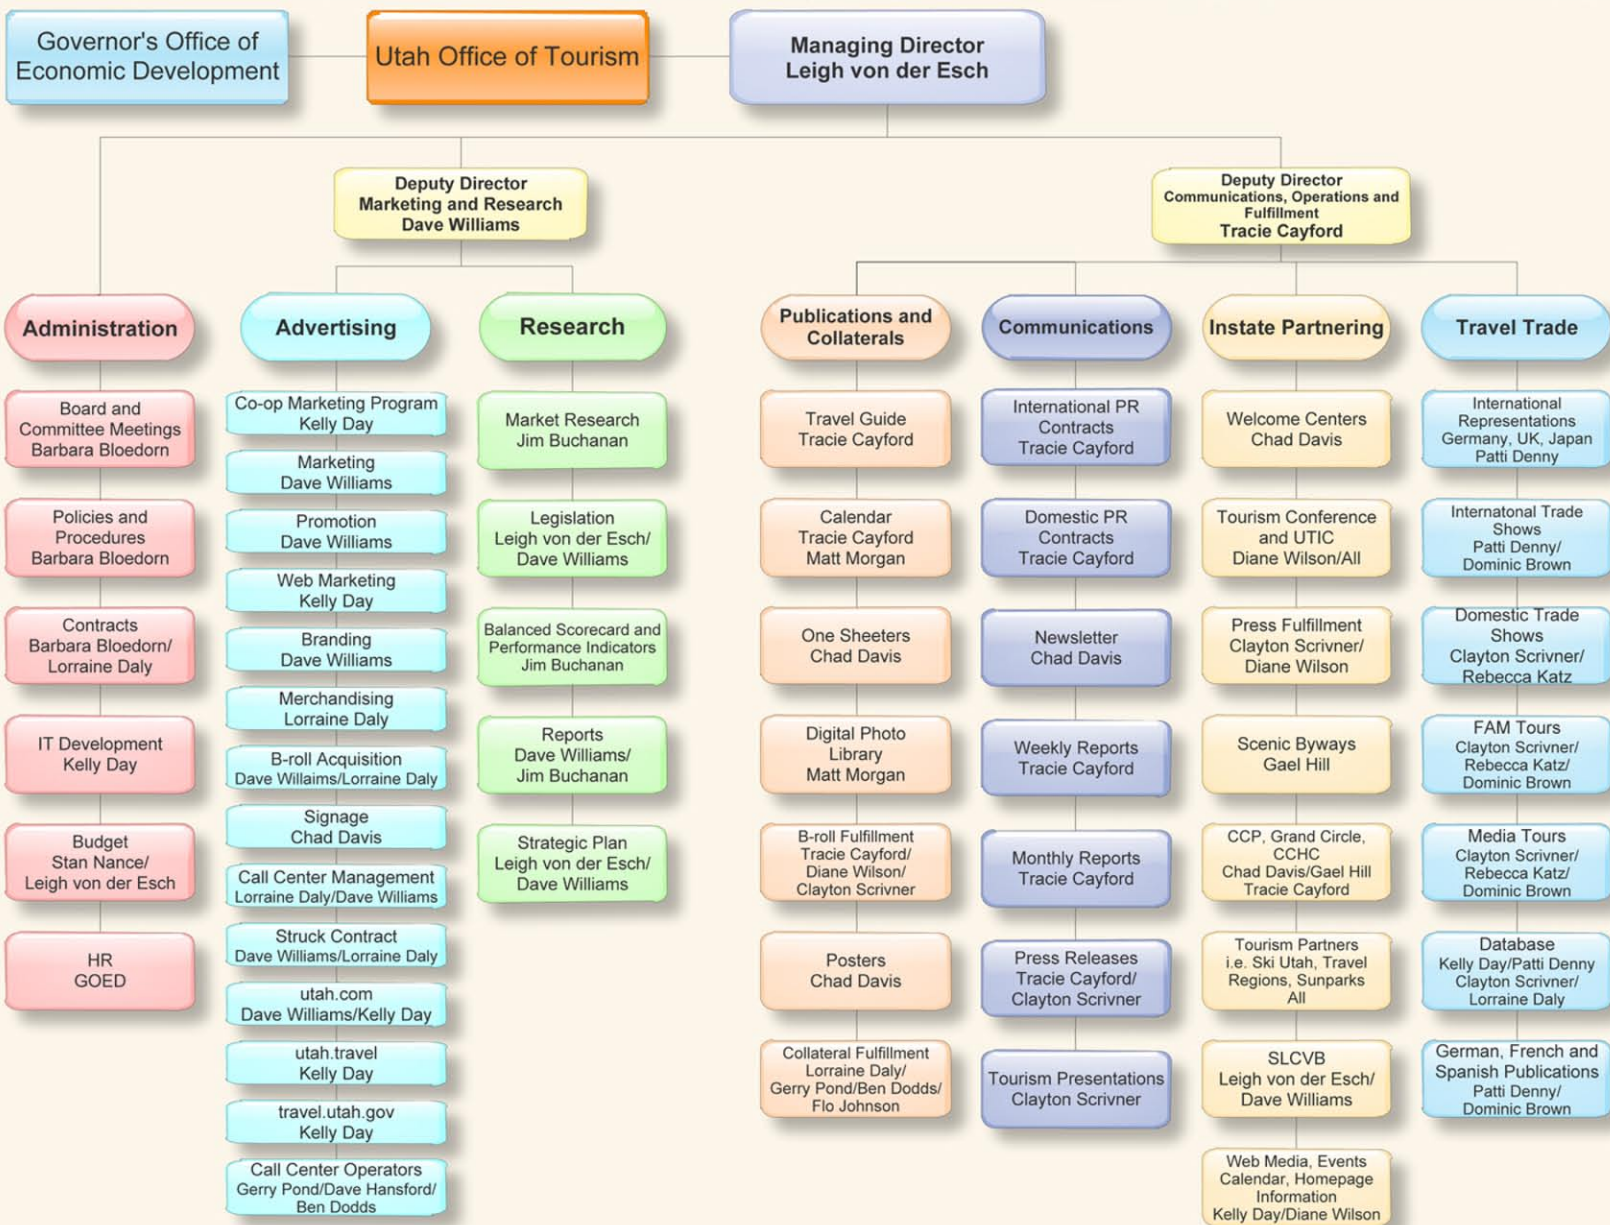 Governor's Office of
Economic Development
Utah Office of Tourism
Managing Director
Leigh von der Esch
Deputy Director
Marketing and Research
Dave Williams
Deputy Director
Communications, Operations and
Fulfillment
Tracie Cayford
Administration
Board and
Committee Meetings
Barbara Bloedorn
Policies and
Procedures
Barbara Bloedorn
Contracts
Barbara Bloedorn/
Lorraine Daly
IT Development
Kelly Day
Budget
Stan Nance/
Leigh von der Esch
HR
GOED
Advertising
Co-op Marketing Program
Kelly Day
Marketing
Dave Williams
Promotion
Dave Williams
Web Marketing
Kelly Day
Branding
Dave Williams
Merchandising
Lorraine Daly
B-roll Acquisition
Dave Willaims/Lorraine Daly
Signage
Chad Davis
Call Center Management
Lorraine Daly/Dave Williams
Struck Contract
Dave Williams/Lorraine Daly
utah.com
Dave Williams/Kelly Day
utah.travel
Kelly Day
travel.utah.gov
Kelly Day
Call Center Operators
Gerry Pond/Dave Hansford/
Ben Dodds
Research
Market Research
Jim Buchanan
Legislation
Leigh von der Esch/
Dave Williams
Balanced Scorecard and
Performance Indicators
Jim Buchanan
Reports
Dave Williams/
Jim Buchanan
Strategic Plan
Leigh von der Esch/
Dave Williams
Publications and
Collaterals
Travel Guide
Tracie Cayford
Calendar
Tracie Cayford
Matt Morgan
One Sheeters
Chad Davis
Digital Photo
Library
Matt Morgan
B-roll Fulfillment
Tracie Cayford/
Diane Wilson/
Clayton Scrivner
Posters
Chad Davis
Collateral Fulfillment
Lorraine Daly/
Gerry Pond/Ben Dodds/
Flo Johnson
Communications
International PR
Contracts
Tracie Cayford
Domestic PR
Contracts
Tracie Cayford
Newsletter
Chad Davis
Weekly Reports
Tracie Cayford
Monthly Reports
Tracie Cayford
Press Releases
Tracie Cayford/
Clayton Scrivner
Tourism Presentations
Clayton Scrivner
Instate Partnering
Welcome Centers
Chad Davis
Tourism Conference
and UTIC
Diane Wilson/All
Press Fulfillment
Clayton Scrivner/
Diane Wilson
Scenic Byways
Gael Hill
CCP, Grand Circle,
CCHC
Chad Davis/Gael Hill
Tracie Cayford
Tourism Partners
i.e. Ski Utah, Travel
Regions, Sunparks
All
SLCVB
Leigh von der Esch/
Dave Williams
Web Media, Events
Calendar, Homepage
Information
Kelly Day/Diane Wilson
Travel Trade
International
Representations
Germany, UK, Japan
Patti Denny
Internatonal Trade
Shows
Patti Denny/
Dominic Brown
Domestic Trade
Shows
Clayton Scrivner/
Rebecca Katz
FAM Tours
Clayton Scrivner/
Rebecca Katz/
Dominic Brown
Media Tours
Clayton Scrivner/
Rebecca Katz/
Dominic Brown
Database
Kelly Day/Patti Denny
Clayton Scrivner/
Lorraine Daly
German, French and
Spanish Publications
Patti Denny/
Dominic Brown